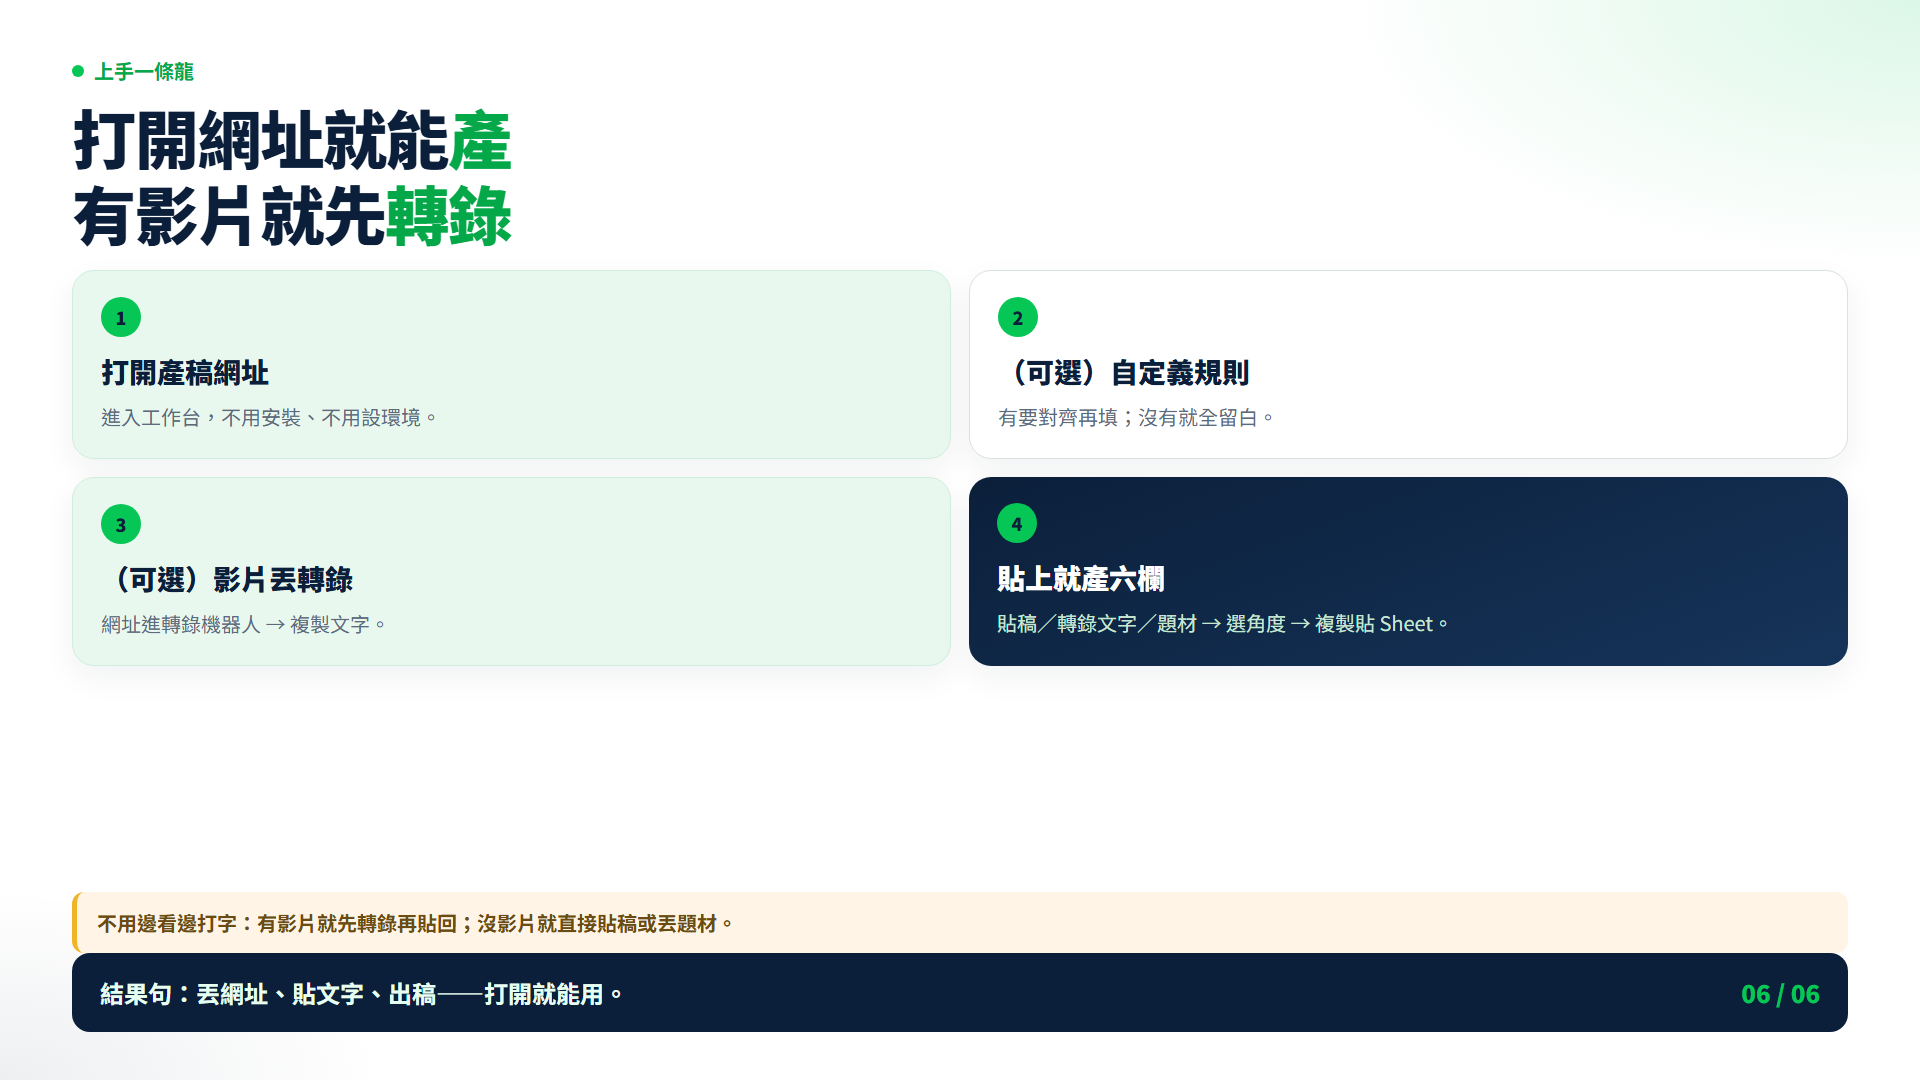 上手一條龍
打開網址就能產
有影片就先轉錄
1
打開產稿網址
進入工作台，不用安裝、不用設環境。
2
（可選）自定義規則
有要對齊再填；沒有就全留白。
3
（可選）影片丟轉錄
網址進轉錄機器人 → 複製文字。
4
貼上就產六欄
貼稿／轉錄文字／題材 → 選角度 → 複製貼 Sheet。
不用邊看邊打字：有影片就先轉錄再貼回；沒影片就直接貼稿或丟題材。
結果句：丟網址、貼文字、出稿——打開就能用。
06 / 06